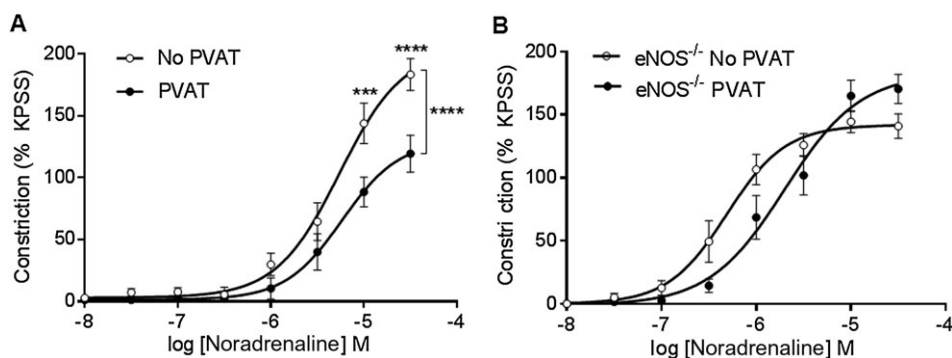 A
No PVAT
PVAT
****
***
****
Constriction (% KPSS)
200
150
100
50
0
-8
-7
-6
-5
-4
log [Noradrenaline] M
B
eNOS-/- No PVAT
eNOS-/- PVAT
Constri ction (% KPSS)
200
150
100
50
0
-8
-7
-6
-5
-4
log [Noradrenaline] M